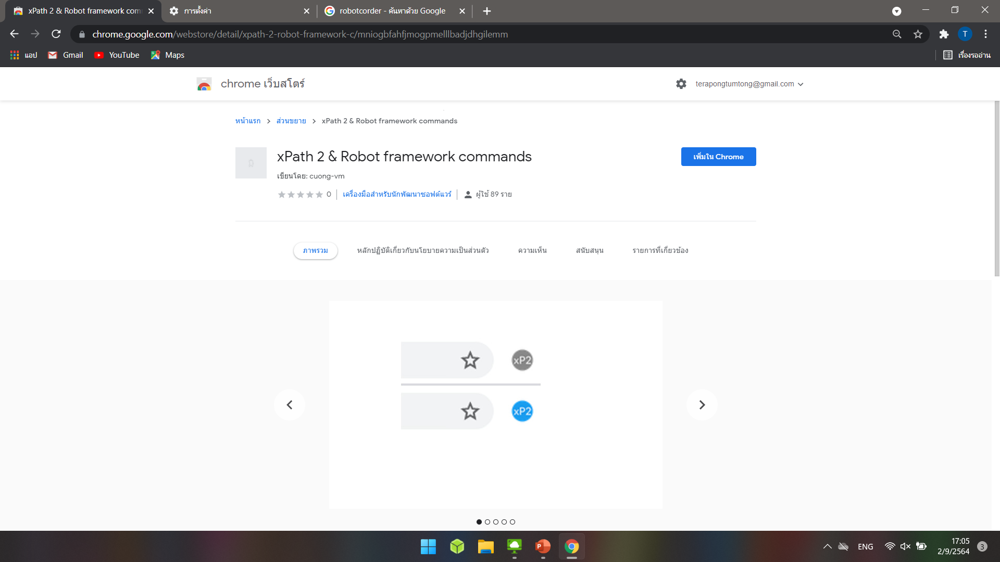 xPath 2 & Robot framework com
การตั้งค่า
robotcorder - ค้นหาด้วย Google
chrome.google.com/webstore/detail/xpath-2-robot-framework-c/mniogbfahfjmogpmelllbadjdhgilemm
T
แอป
Gmail
YouTube
Maps
เรื่องรออ่าน
chrome เว็บสโตร์
terapongtumtong@gmail.com
หน้าแรก
ส่วนขยาย
xPath 2 & Robot framework commands
xPath 2 & Robot framework commands
เพิ่มใน Chrome
เขียนโดย: cuong-vm
0
เครื่องมือสำหรับนักพัฒนาซอฟต์แวร์
ผู้ใช้ 89 ราย
ภาพรวม
หลักปฏิบัติเกี่ยวกับนโยบายความเป็นส่วนตัว
ความเห็น
สนับสนุน
รายการที่เกี่ยวข้อง
xP2
xP2
ENG
17:05
2/9/2564
3